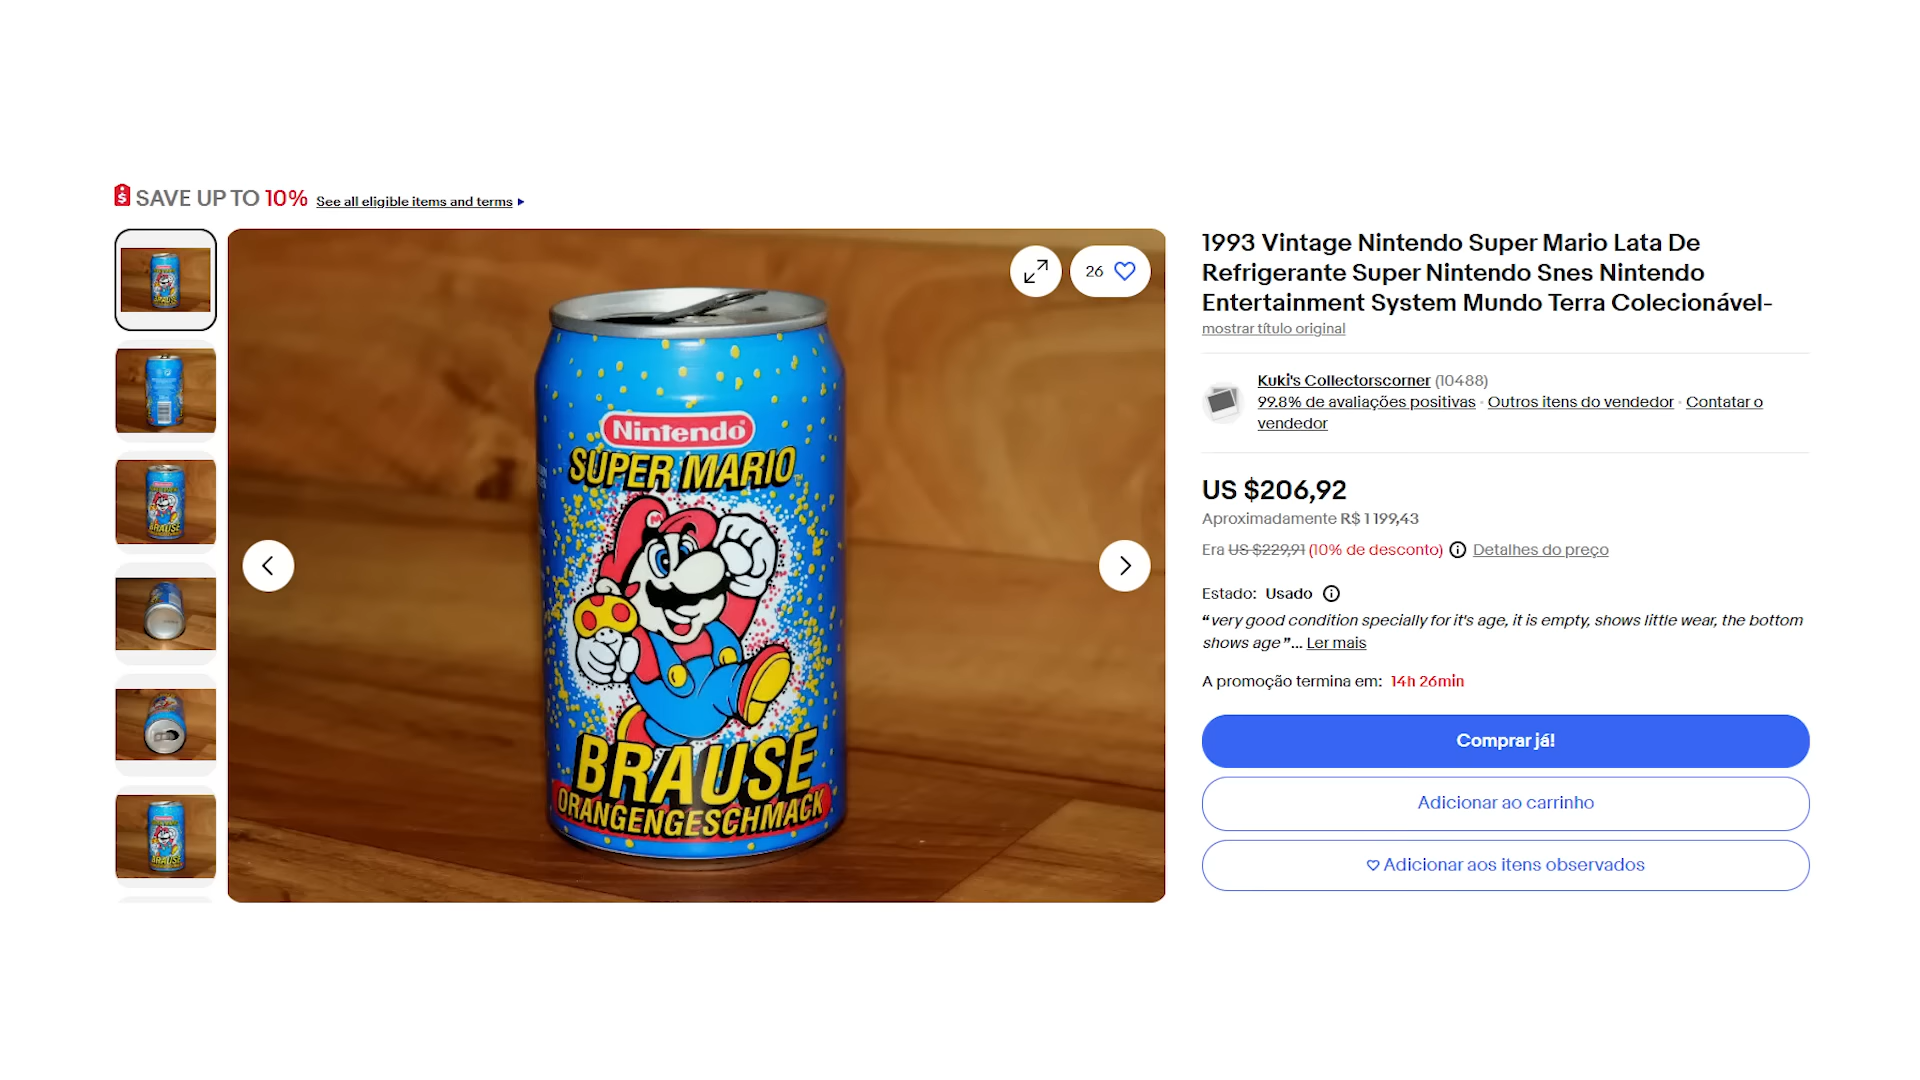 SAVE UP TO 10% See all eligible items and terms
Nintendo
SUPER MARIO
M
BRAUSE
ORANGENGESCHMACK
26
1993 Vintage Nintendo Super Mario Lata De
Refrigerante Super Nintendo Snes Nintendo
Entertainment System Mundo Terra Colecionável-
mostrar título original
Kuki's Collectorscorner (10488)
99.8% de avaliações positivas · Outros itens do vendedor · Contatar o
vendedor
US $206,92
Aproximadamente R$ 1 199,43
Era US $229,91 (10% de desconto) Detalhes do preço
Estado: Usado
“very good condition specially for it's age, it is empty, shows little wear, the bottom
shows age”... Ler mais
A promoção termina em: 14h 26min
Comprar já!
Adicionar ao carrinho
Adicionar aos itens observados